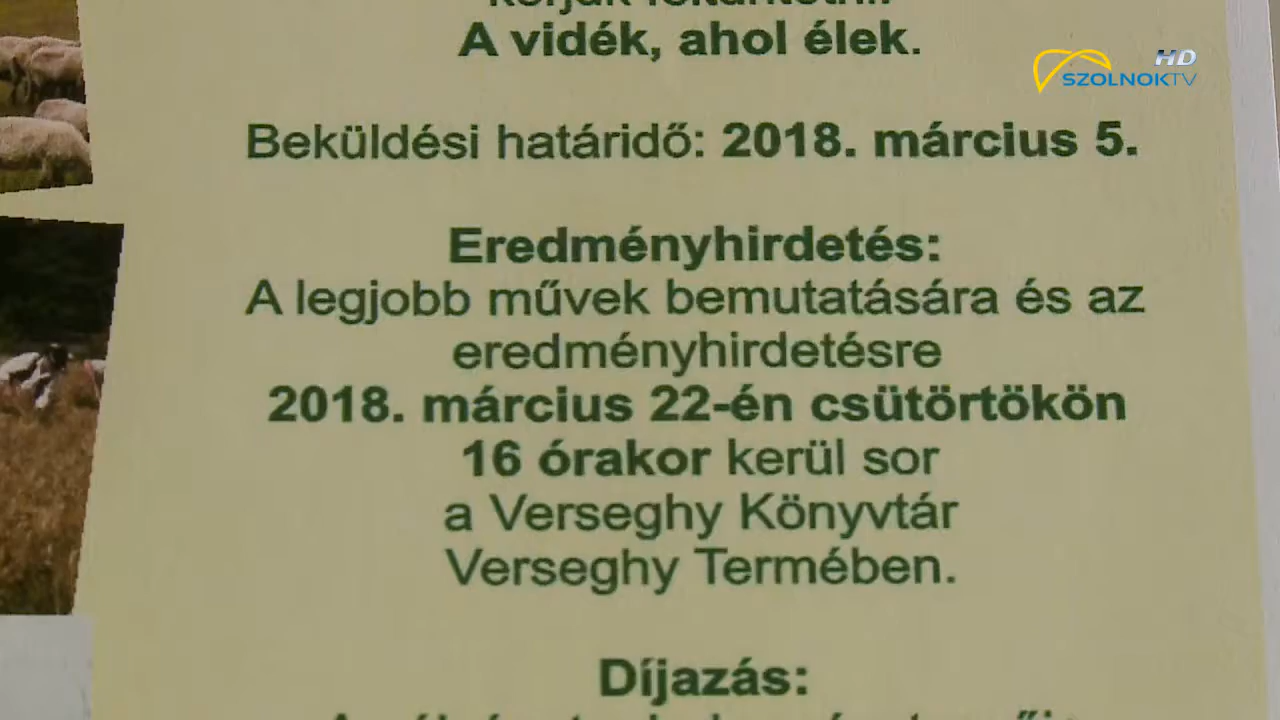 A vidék, ahol élek.
HD
SZOLNOKTV
Beküldési határidő: 2018. március 5.
Eredményhirdetés:
A legjobb művek bemutatására és az
eredményhirdetésre
2018. március 22-én csütörtökön
16 órakor kerül sor
a Verseghy Könyvtár
Verseghy Termében.
Díjazás: